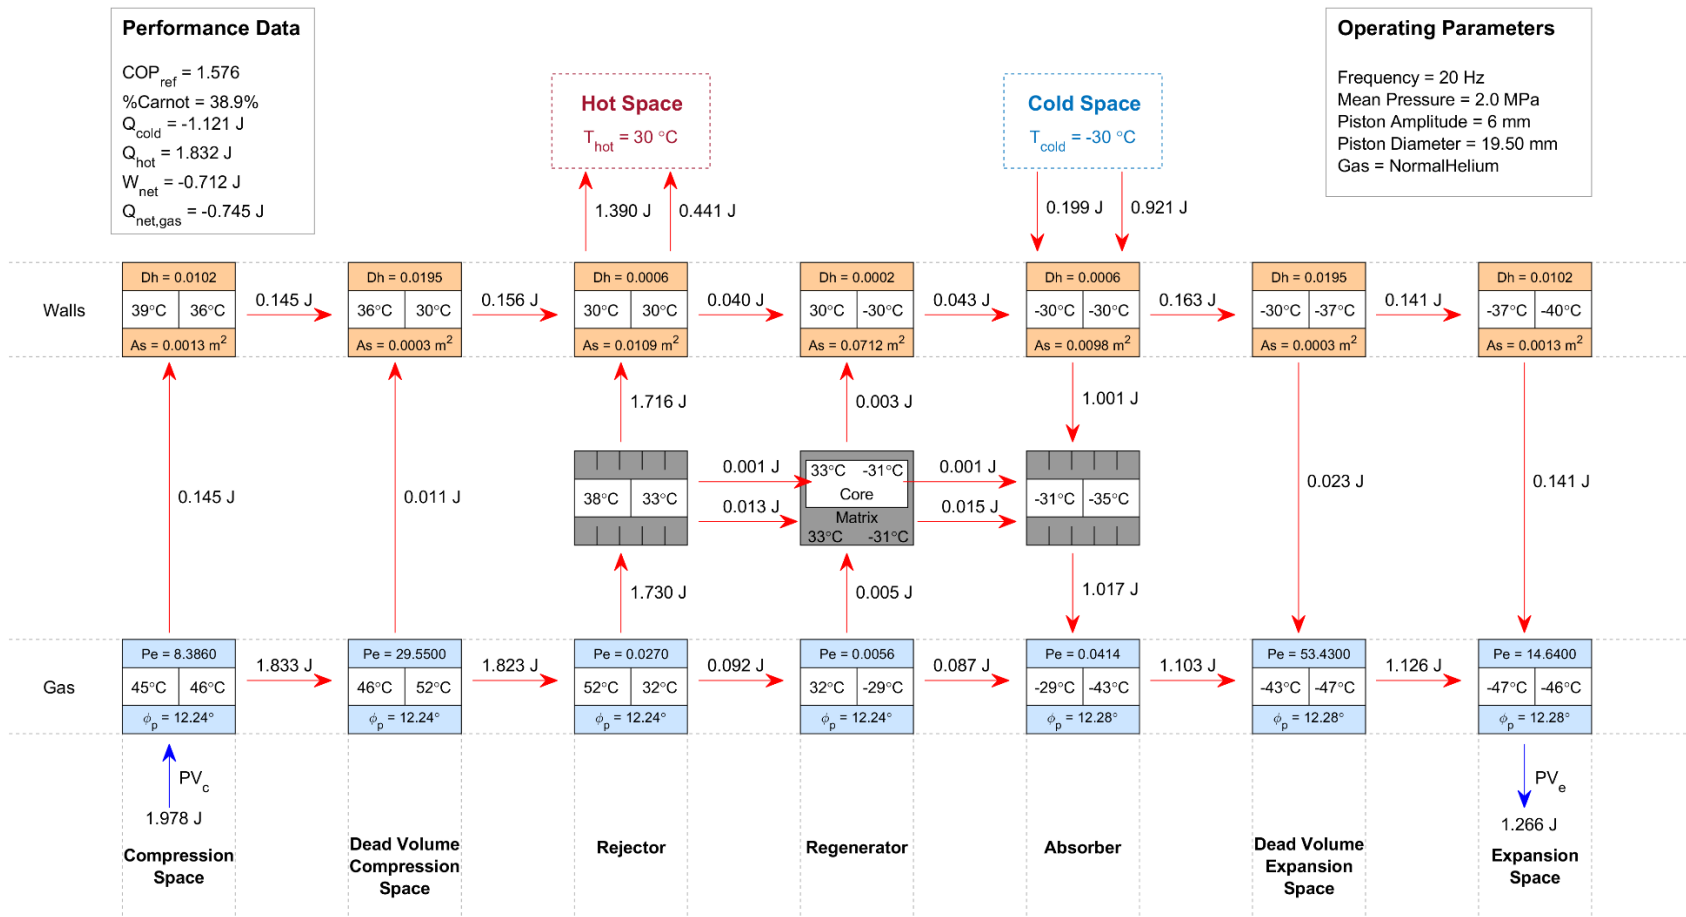 Performance Data
COPref = 1.576
%Carnot = 38.9%
Qcold = -1.121 J
Qhot = 1.832 J
Wnet = -0.712 J
Qnet,gas = -0.745 J
Hot Space
Thot = 30 °C
Cold Space
Tcold = -30 °C
Operating Parameters
Frequency = 20 Hz
Mean Pressure = 2.0 MPa
Piston Amplitude = 6 mm
Piston Diameter = 19.50 mm
Gas = NormalHelium
1.390 J
0.441 J
0.199 J
0.921 J
Walls
Dh = 0.0102
39°C 36°C
As = 0.0013 m²
0.145 J
Dh = 0.0195
36°C 30°C
As = 0.0003 m²
0.156 J
Dh = 0.0006
30°C 30°C
As = 0.0109 m²
0.040 J
Dh = 0.0002
30°C -30°C
As = 0.0712 m²
0.043 J
Dh = 0.0006
-30°C -30°C
As = 0.0098 m²
0.163 J
Dh = 0.0195
-30°C -37°C
As = 0.0003 m²
0.141 J
Dh = 0.0102
-37°C -40°C
As = 0.0013 m²
0.145 J
0.011 J
1.716 J
0.003 J
1.001 J
38°C 33°C
0.001 J
0.013 J
33°C -31°C
Core
Matrix
33°C -31°C
0.001 J
0.015 J
-31°C -35°C
0.023 J
0.141 J
1.730 J
0.005 J
1.017 J
Gas
Pe = 8.3860
45°C 46°C
ϕp = 12.24°
1.833 J
Pe = 29.5500
46°C 52°C
ϕp = 12.24°
1.823 J
Pe = 0.0270
52°C 32°C
ϕp = 12.24°
0.092 J
Pe = 0.0056
32°C -29°C
ϕp = 12.24°
0.087 J
Pe = 0.0414
-29°C -43°C
ϕp = 12.28°
1.103 J
Pe = 53.4300
-43°C -47°C
ϕp = 12.28°
1.126 J
Pe = 14.6400
-47°C -46°C
ϕp = 12.28°
PVc
1.978 J
PVe
1.266 J
Compression
Space
Dead Volume
Compression
Space
Rejector
Regenerator
Absorber
Dead Volume
Expansion
Space
Expansion
Space